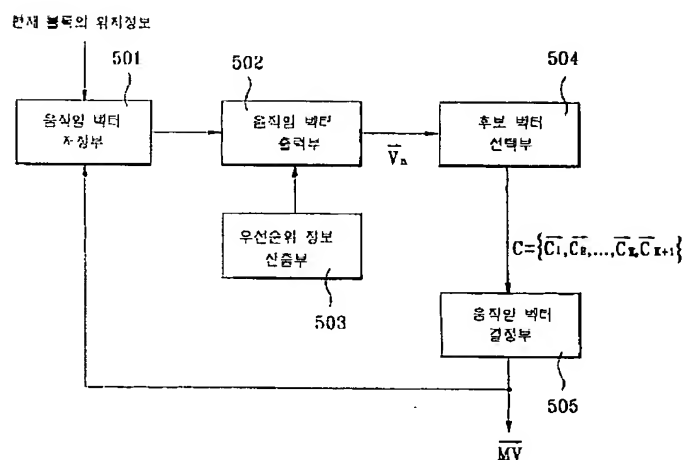 현재 블록의 위치정보
501
502
504
움직임 벡터
저장부
움직임 벡터
출력부
V⃗n
후보 벡터
선택부
우선순위 정보
산출부
503
C={C⃗1,C⃗2,...,C⃗K,C⃗K+1}
움직임 벡터
결정부
505
M⃗V⃗